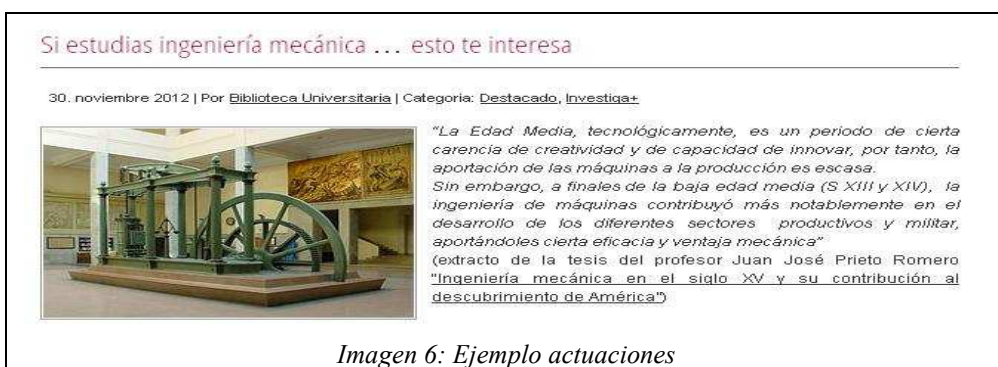 Si estudias ingeniería mecánica ... esto te interesa
30. noviembre 2012 | Por Biblioteca Universitaria | Categoria: Destacado, Investiga+
"La Edad Media, tecnológicamente, es un periodo de cierta
carencia de creatividad y de capacidad de innovar, por tanto, la
aportación de las máquinas a la producción es escasa.
Sin embargo, a finales de la baja edad media (S XIII y XIV), la
ingeniería de máquinas contribuyó más notablemente en el
desarrollo de los diferentes sectores productivos y militar,
aportándoles cierta eficacia y ventaja mecánica"
(extracto de la tesis del profesor Juan José Prieto Romero
"Ingeniería mecánica en el siglo XV y su contribución al
descubrimiento de América")
Imagen 6: Ejemplo actuaciones